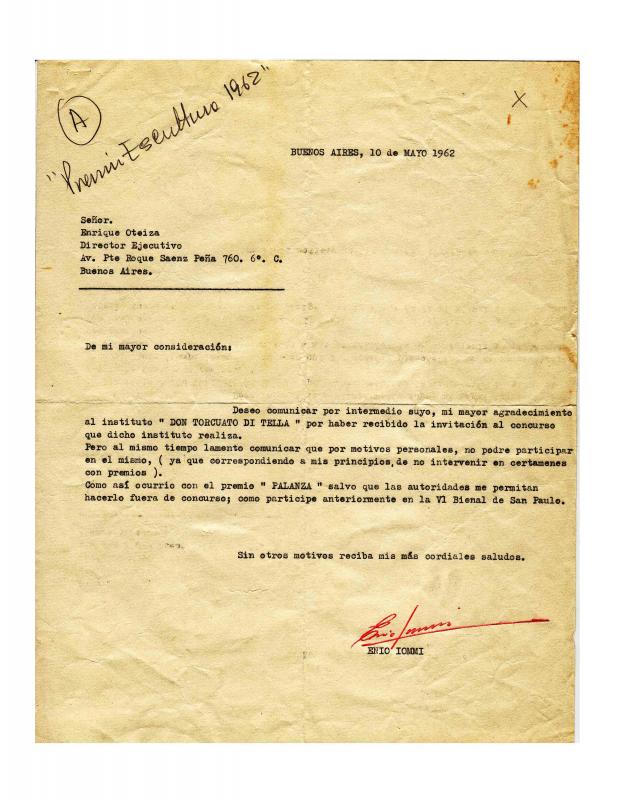 A
"Premio Escultura 1962"
X
BUENOS AIRES, 10 de MAYO 1962
Señor.
Enrique Oteiza
Director Ejecutivo
Av. Pte Roque Saenz Peña 760. 6º. C.
Buenos Aires.
De mi mayor consideración:
Deseo comunicar por intermedio suyo, mi mayor agradecimiento
al instituto " DON TORCUATO DI TELLA " por haber recibido la invitación al concurso
que dicho instituto realiza.
Pero al mismo tiempo lamento comunicar que por motivos personales, no podre participar
en el mismo, ( ya que correspondiendo a mis principios,de no intervenir en certamenes
con premios ).
Como así ocurrio con el premio " PALANZA " salvo que las autoridades me permitan
hacerlo fuera de concurso; como participe anteriormente en la VI Bienal de San Paulo.
Sin otros motivos reciba mis más cordiales saludos.
Enio Iommi
ENIO IOMMI